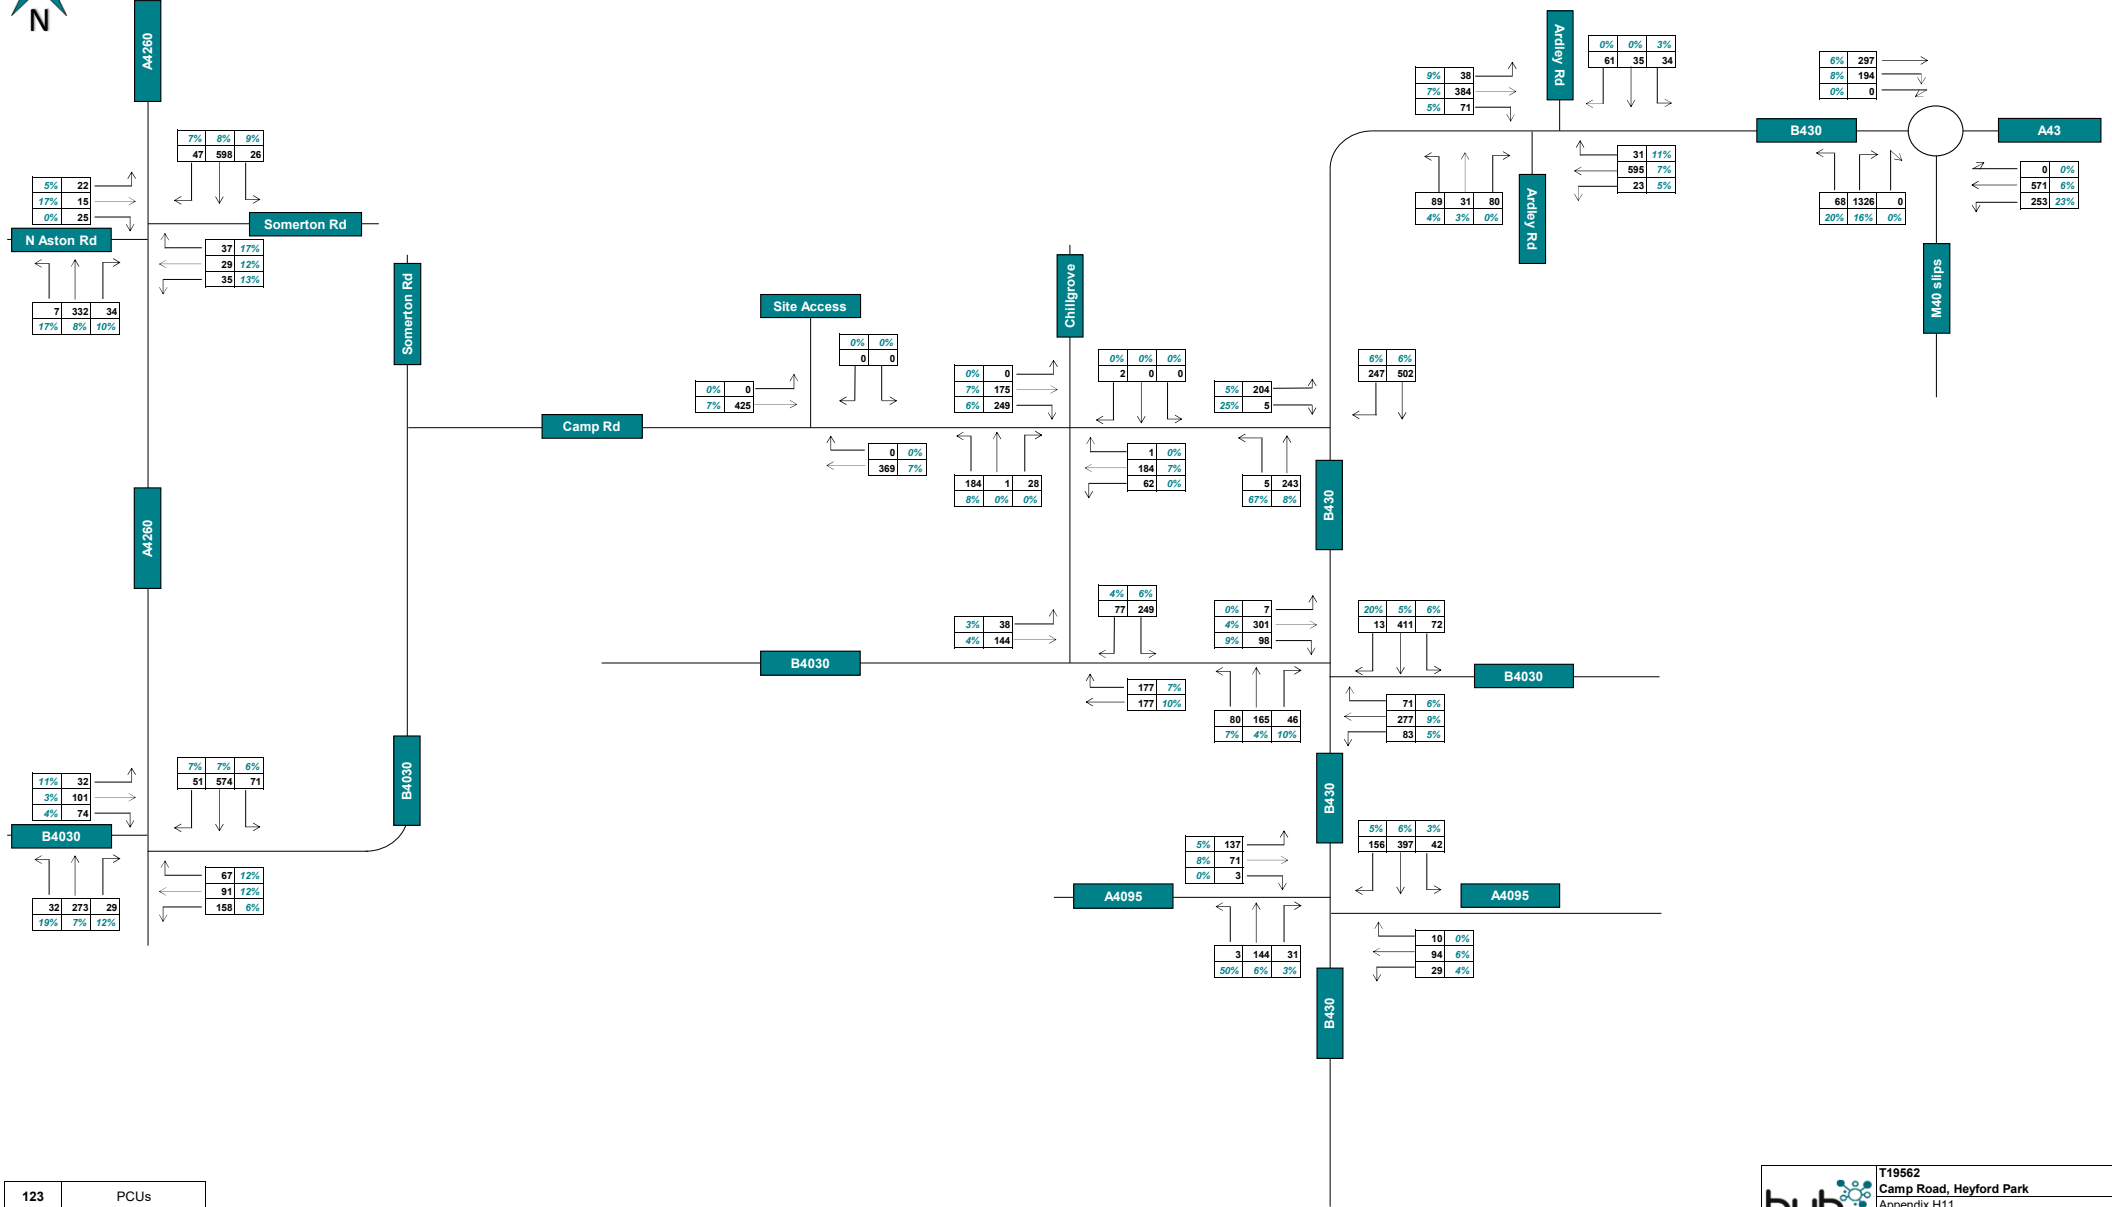 N
A4260
Ardley Rd
0% 0% 3%
61 35 34
6% 297
8% 194
0% 0
9% 38
7% 384
5% 71
B430
A43
7% 8% 9%
47 598 26
31 11%
595 7%
23 5%
0 0%
571 6%
253 23%
5% 22
17% 15
0% 25
89 31 80
4% 3% 0%
Ardley Rd
68 1326 0
20% 16% 0%
Somerton Rd
N Aston Rd
37 17%
29 12%
35 13%
7 332 34
17% 8% 10%
Somerton Rd
Site Access
Chillgrove
M40 slips
0% 0%
0 0
0% 0
7% 425
0% 0
7% 175
6% 249
0% 0% 0%
2 0 0
5% 204
25% 5
6% 6%
247 502
Camp Rd
0 0%
369 7%
184 1 28
8% 0% 0%
1 0%
184 7%
62 0%
5 243
67% 8%
A4260
B430
4% 6%
77 249
3% 38
4% 144
0% 7
4% 301
9% 98
20% 5% 6%
13 411 72
B4030
B4030
177 7%
177 10%
80 165 46
7% 4% 10%
71 6%
277 9%
83 5%
B4030
B430
7% 7% 6%
51 574 71
11% 32
3% 101
4% 74
B4030
5% 137
8% 71
0% 3
5% 6% 3%
156 397 42
67 12%
91 12%
158 6%
32 273 29
19% 7% 12%
A4095
A4095
3 144 31
50% 6% 3%
10 0%
94 6%
29 4%
B430
123 PCUs
T19562
hub
Camp Road, Heyford Park
Appendix H11